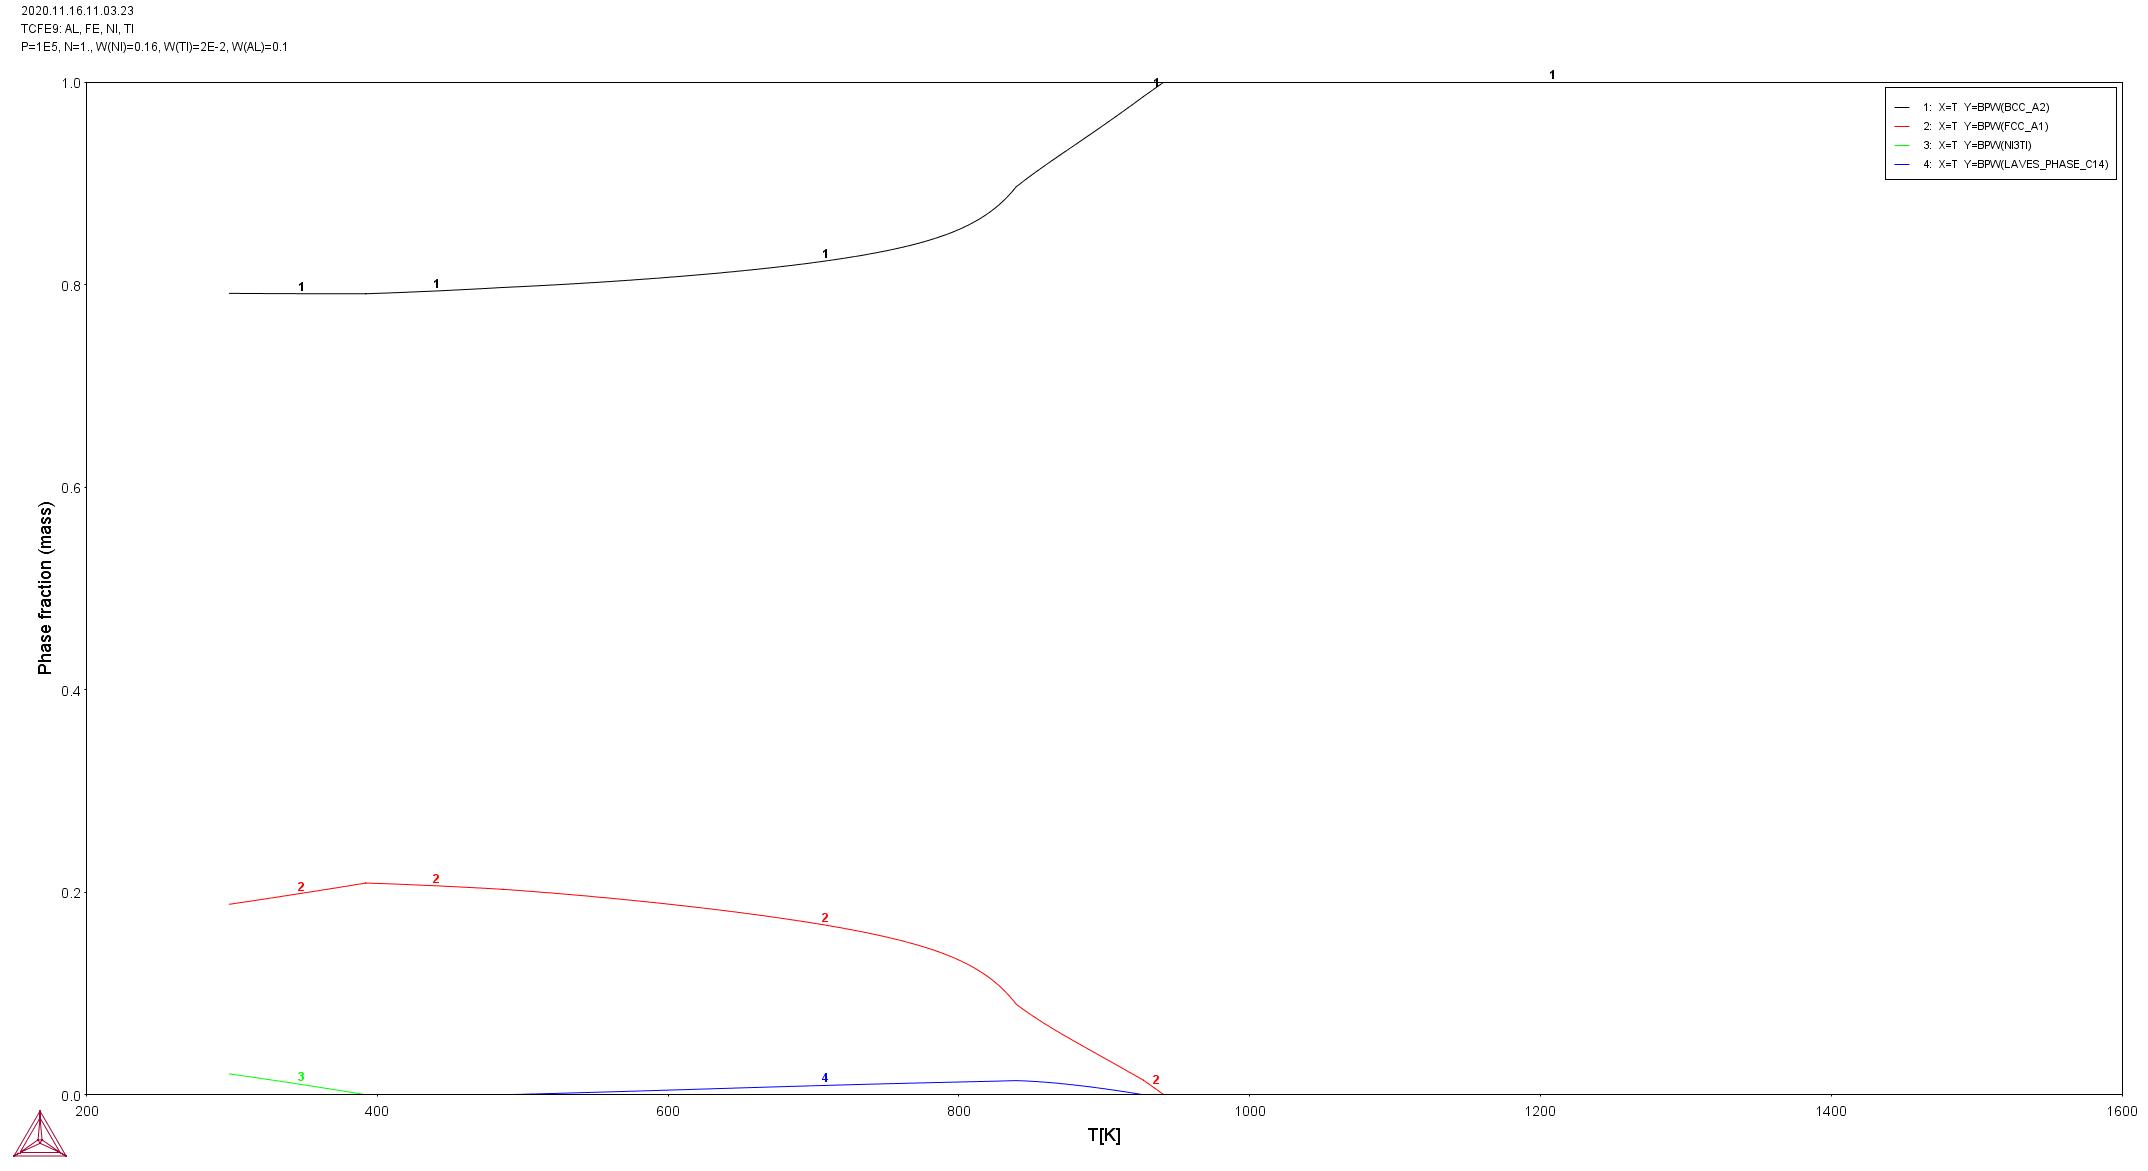 2020.11.16.11.03.23
TCFE9: AL, FE, NI, TI
P=1E5, N=1., W(NI)=0.16, W(TI)=2E-2, W(AL)=0.1
1 1
1.0
1: X=T Y=BPW(BCC_A2)
2: X=T Y=BPW(FCC_A1)
3: X=T Y=BPW(NI3TI)
4: X=T Y=BPW(LAVES_PHASE_C14)
1
1 1
0.8
0.6
Phase fraction (mass)
0.4
2 2
0.2
2
3 4 2
0.0
200 400 600 800 1000 1200 1400 1600
T[K]